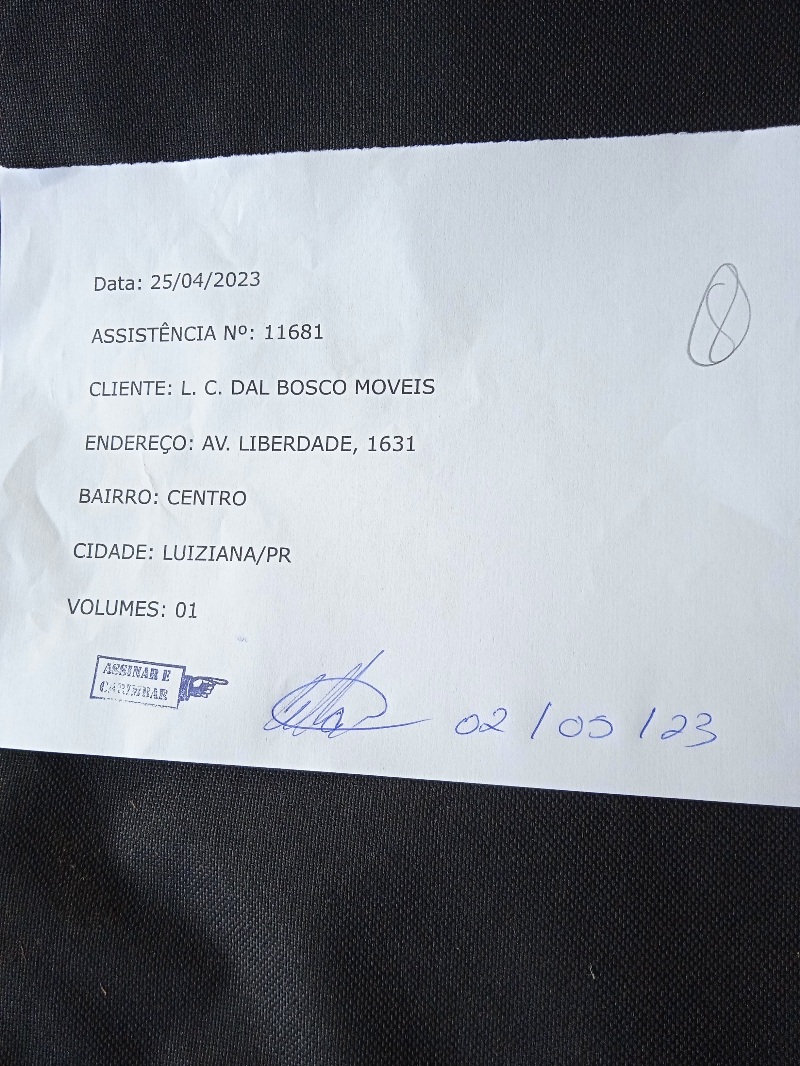 Data: 25/04/2023
8
ASSISTÊNCIA Nº: 11681
CLIENTE: L. C. DAL BOSCO MOVEIS
ENDEREÇO: AV. LIBERDADE, 1631
BAIRRO: CENTRO
CIDADE: LUIZIANA/PR
VOLUMES: 01
ASSINAR E
CARIMBAR
02/05/23